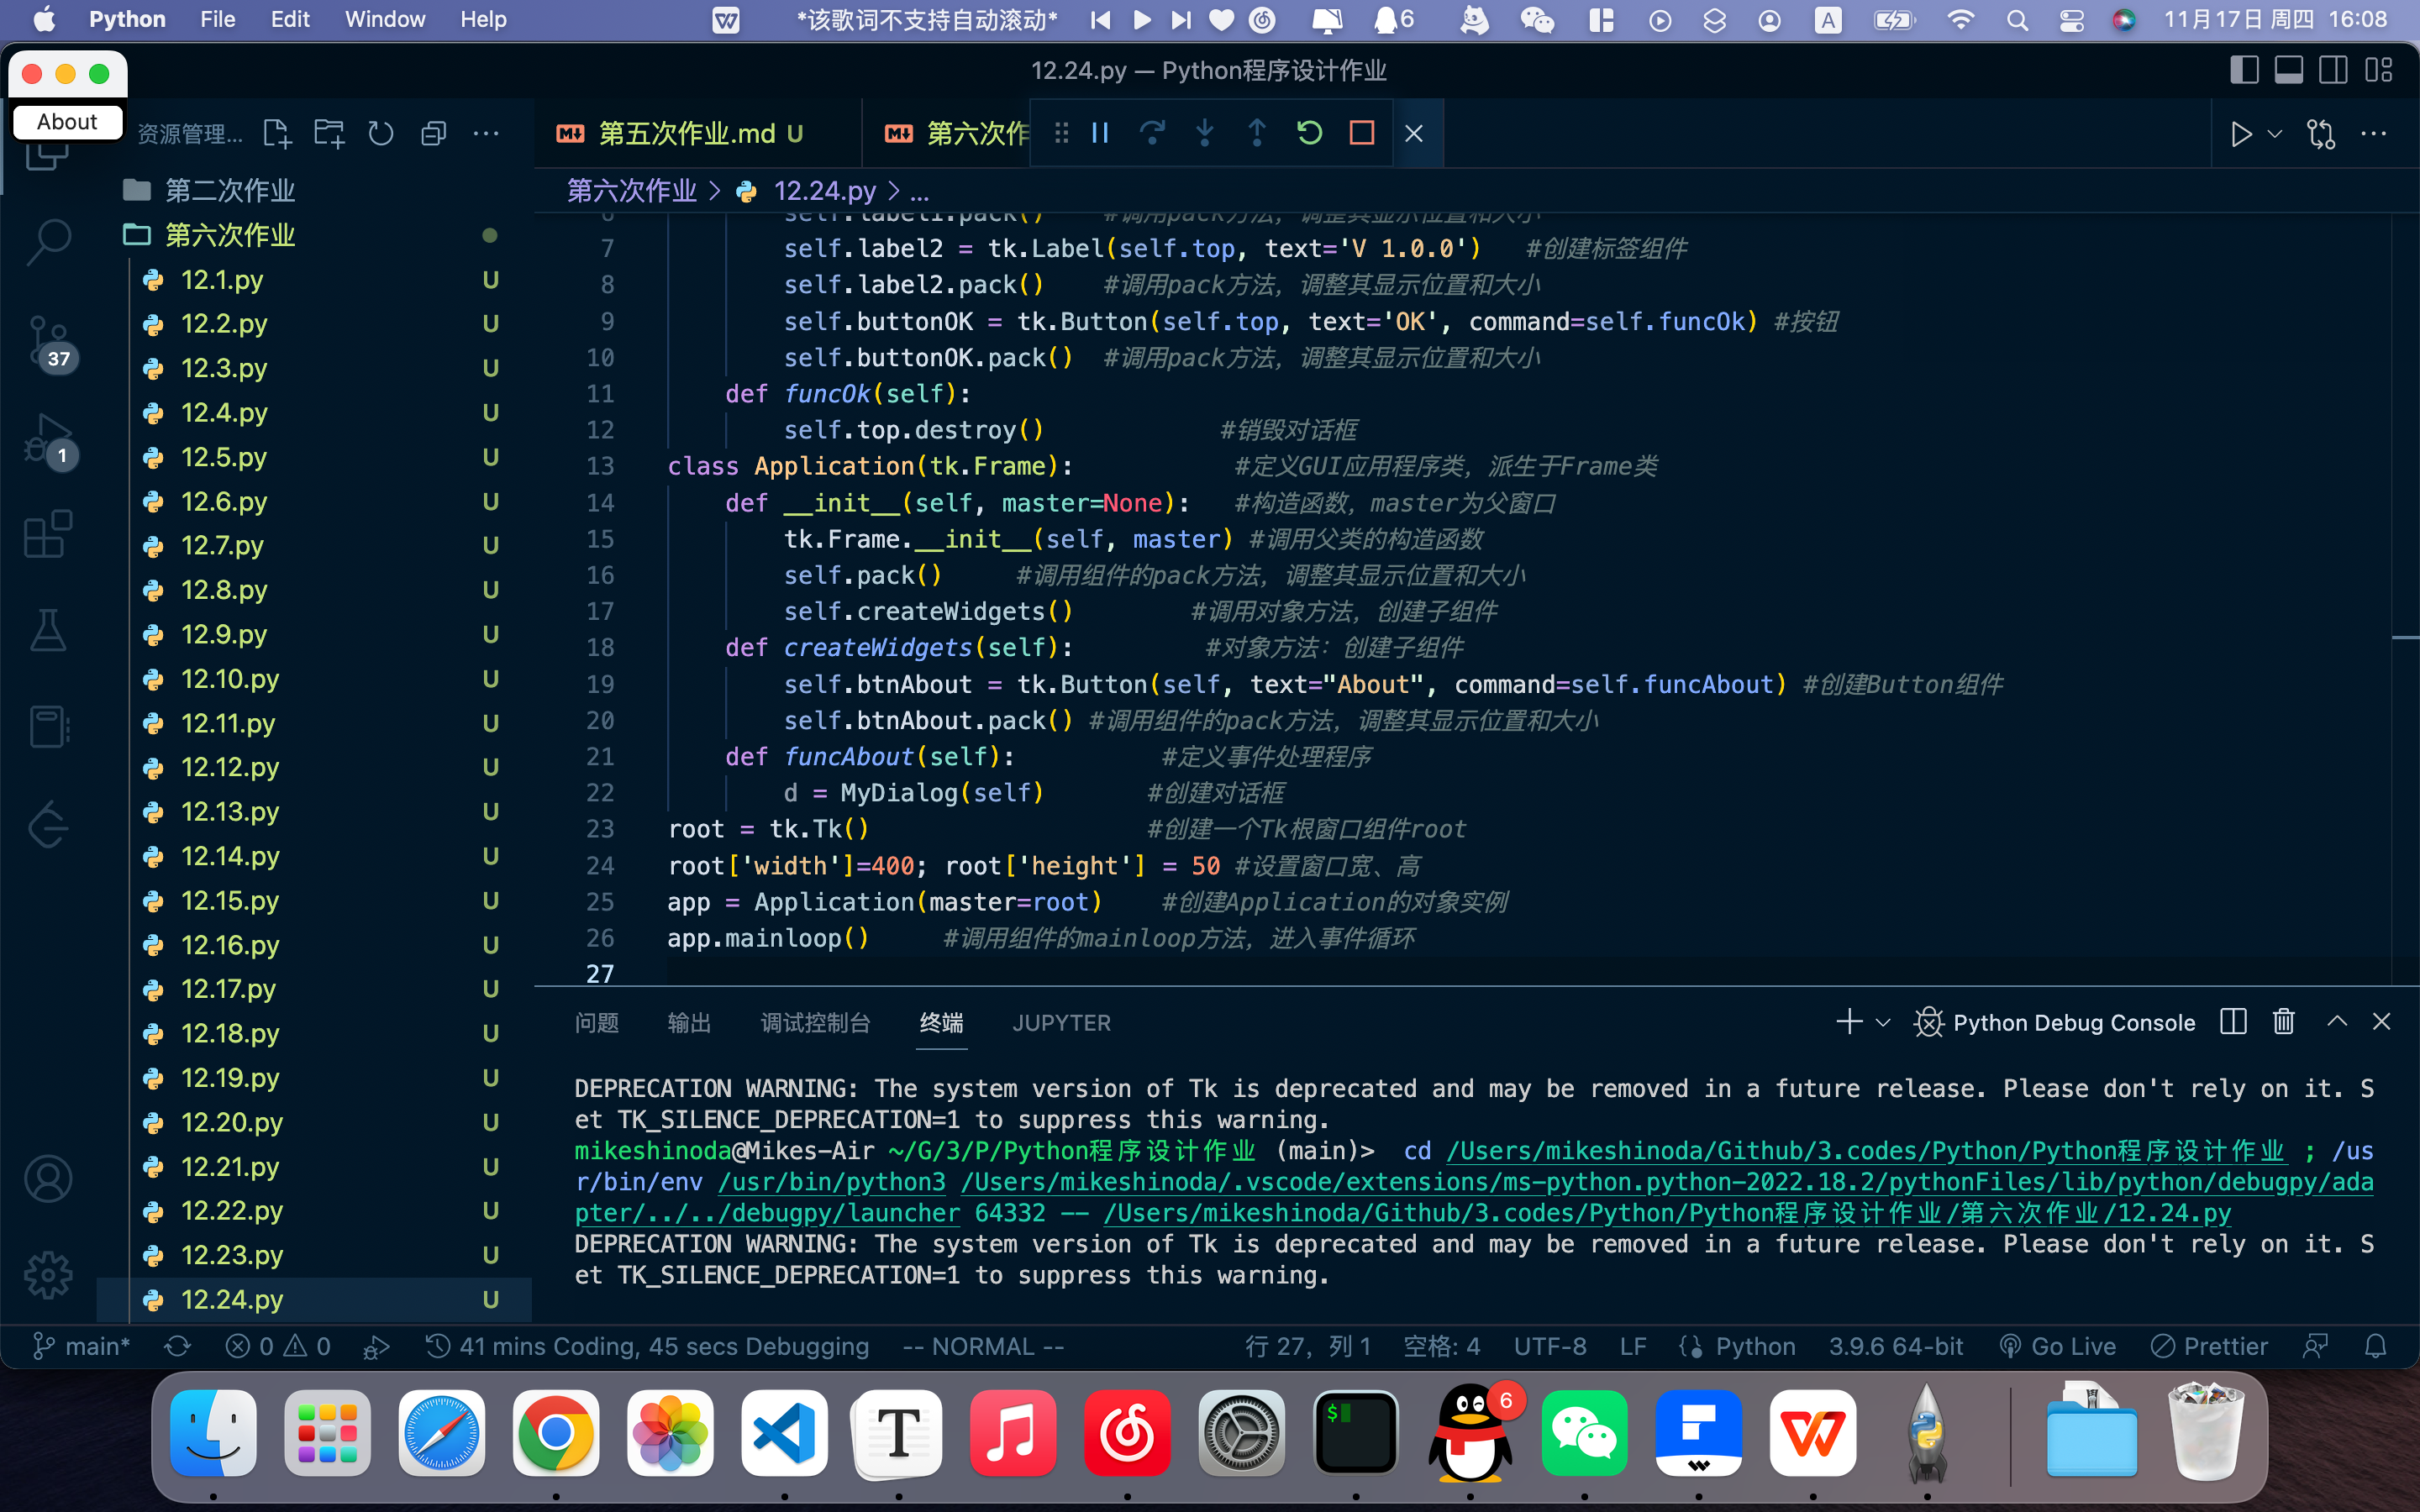 Python File Edit Window Help *该歌词不支持自动滚动* 6 A 11月17日 周四 16:08
12.24.py — Python程序设计作业
About
资源管理...
第五次作业.md U
第六次作
第六次作业 > 12.24.py > ...
第二次作业
第六次作业
12.1.py U
12.2.py U
12.3.py U
12.4.py U
12.5.py U
12.6.py U
12.7.py U
12.8.py U
12.9.py U
12.10.py U
12.11.py U
12.12.py U
12.13.py U
12.14.py U
12.15.py U
12.16.py U
12.17.py U
12.18.py U
12.19.py U
12.20.py U
12.21.py U
12.22.py U
12.23.py U
12.24.py U
37
1
6 self.label1.pack() #调用pack方法，调整其显示位置和大小
7 self.label2 = tk.Label(self.top, text='V 1.0.0') #创建标签组件
8 self.label2.pack() #调用pack方法，调整其显示位置和大小
9 self.buttonOK = tk.Button(self.top, text='OK', command=self.funcOk) #按钮
10 self.buttonOK.pack() #调用pack方法，调整其显示位置和大小
11 def funcOk(self):
12 self.top.destroy() #销毁对话框
13 class Application(tk.Frame): #定义GUI应用程序类，派生于Frame类
14 def __init__(self, master=None): #构造函数，master为父窗口
15 tk.Frame.__init__(self, master) #调用父类的构造函数
16 self.pack() #调用组件的pack方法，调整其显示位置和大小
17 self.createWidgets() #调用对象方法，创建子组件
18 def createWidgets(self): #对象方法：创建子组件
19 self.btnAbout = tk.Button(self, text="About", command=self.funcAbout) #创建Button组件
20 self.btnAbout.pack() #调用组件的pack方法，调整其显示位置和大小
21 def funcAbout(self): #定义事件处理程序
22 d = MyDialog(self) #创建对话框
23 root = tk.Tk() #创建一个Tk根窗口组件root
24 root['width']=400; root['height'] = 50 #设置窗口宽、高
25 app = Application(master=root) #创建Application的对象实例
26 app.mainloop() #调用组件的mainloop方法，进入事件循环
27
问题 输出 调试控制台 终端 JUPYTER Python Debug Console
DEPRECATION WARNING: The system version of Tk is deprecated and may be removed in a future release. Please don't rely on it. S
et TK_SILENCE_DEPRECATION=1 to suppress this warning.
mikeshinoda@Mikes-Air ~/G/3/P/Python程序设计作业 (main)> cd /Users/mikeshinoda/Github/3.codes/Python/Python程序设计作业 ; /us
r/bin/env /usr/bin/python3 /Users/mikeshinoda/.vscode/extensions/ms-python.python-2022.18.2/pythonFiles/lib/python/debugpy/ada
pter/../../debugpy/launcher 64332 -- /Users/mikeshinoda/Github/3.codes/Python/Python程序设计作业/第六次作业/12.24.py
DEPRECATION WARNING: The system version of Tk is deprecated and may be removed in a future release. Please don't rely on it. S
et TK_SILENCE_DEPRECATION=1 to suppress this warning.
main* 0 0 41 mins Coding, 45 secs Debugging -- NORMAL -- 行 27，列 1 空格: 4 UTF-8 LF Python 3.9.6 64-bit Go Live Prettier
6